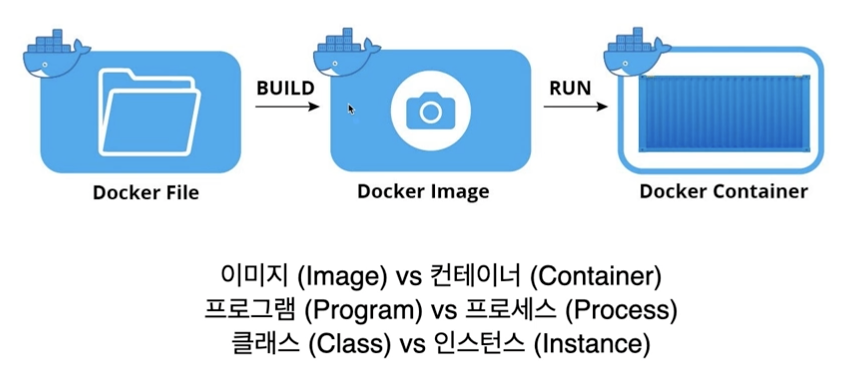 BUILD
RUN
Docker File
Docker Image
Docker Container
이미지 (Image) vs 컨테이너 (Container)
프로그램 (Program) vs 프로세스 (Process)
클래스 (Class) vs 인스턴스 (Instance)